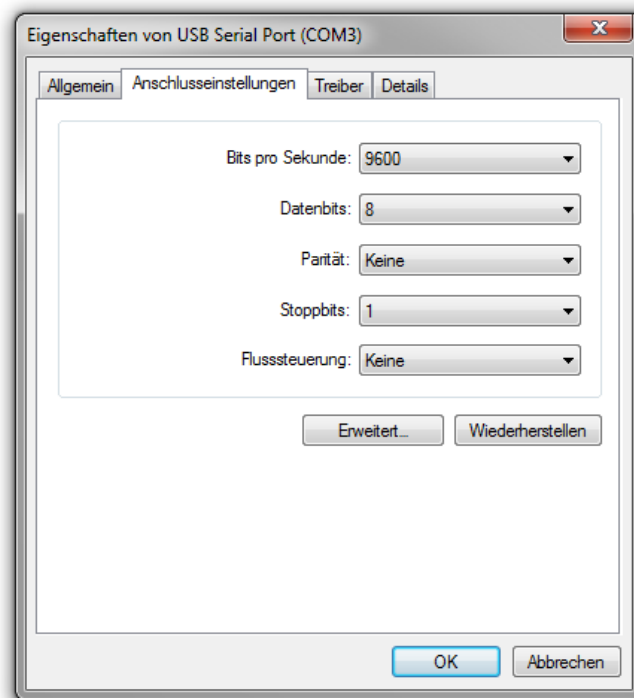 Eigenschaften von USB Serial Port (COM3)
Allgemein Anschlusseinstellungen Treiber Details
Bits pro Sekunde: 9600
Datenbits: 8
Parität: Keine
Stoppbits: 1
Flusssteuerung: Keine
Erweitert... Wiederherstellen
OK Abbrechen